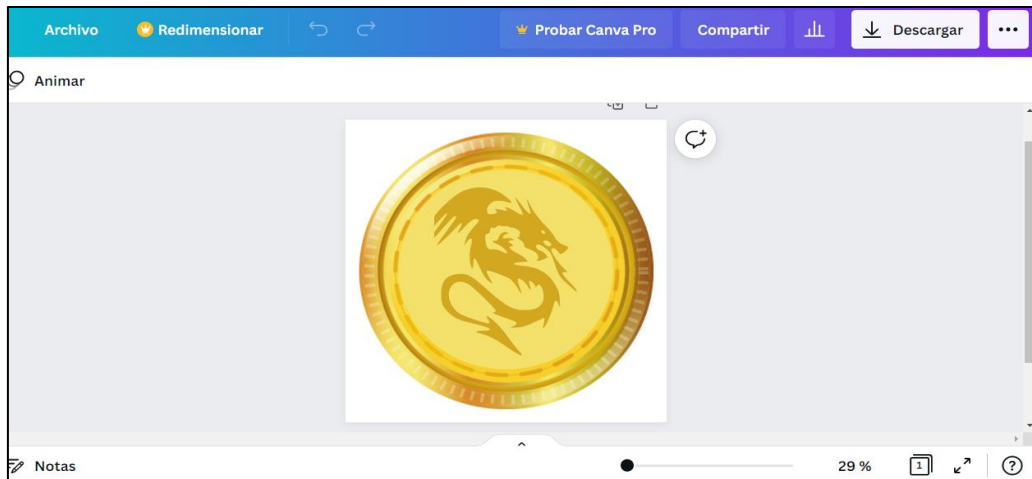 Archivo
Redimensionar
Probar Canva Pro
Compartir
Descargar
Animar
Notas
29 %
1
?